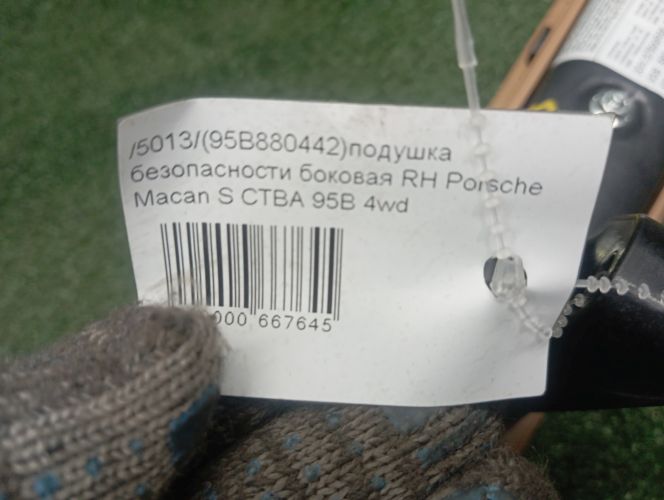 /5013/(95B880442)подушка
безопасности боковая RH Porsche
Macan S CTBA 95B 4wd
000 667645